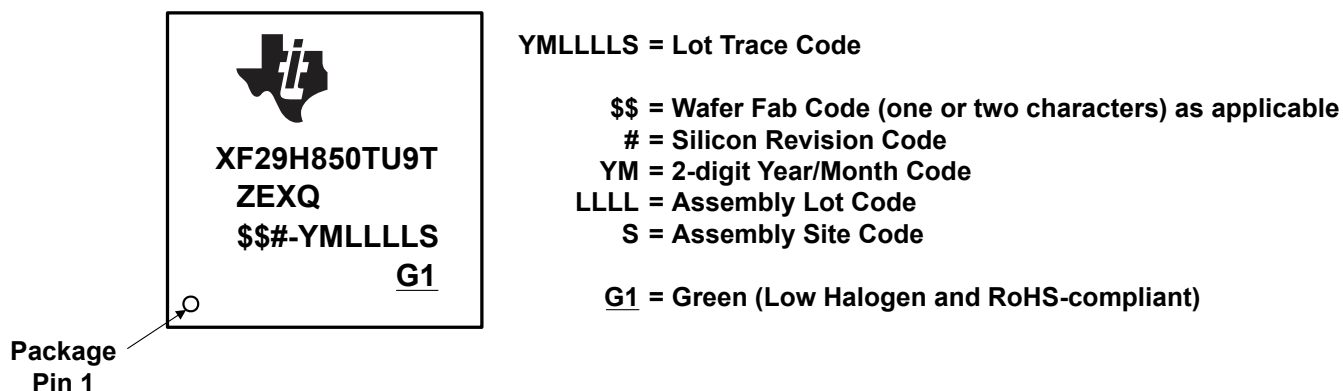 XF29H850TU9T
ZEXQ
$$#-YMLLLLS
G1
Package
Pin 1
YMLLLLS = Lot Trace Code
$$ = Wafer Fab Code (one or two characters) as applicable
# = Silicon Revision Code
YM = 2-digit Year/Month Code
LLLL = Assembly Lot Code
S = Assembly Site Code
G1 = Green (Low Halogen and RoHS-compliant)